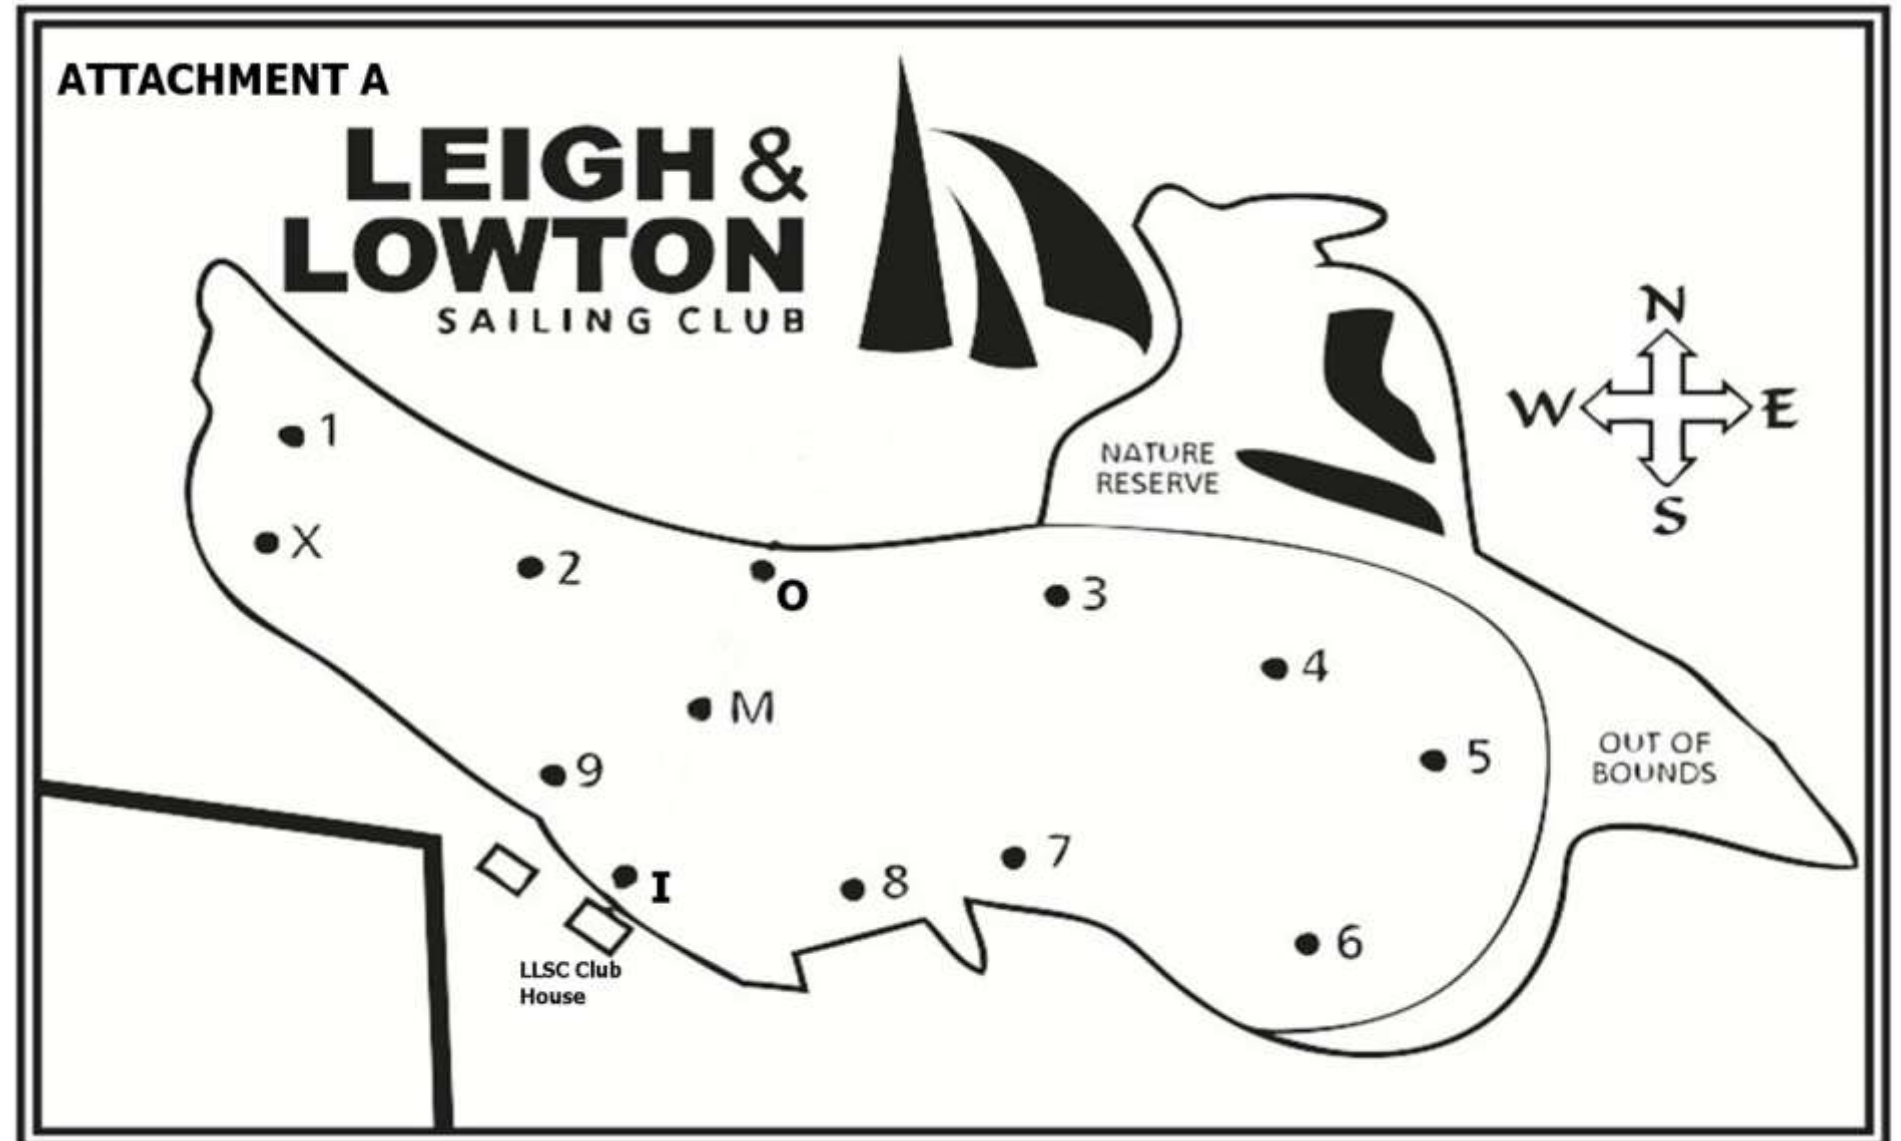 ATTACHMENT A
LEIGH &
LOWTON
SAILING CLUB
N
W E
S
NATURE
RESERVE
1
X
2
O
3
4
M
5
OUT OF
BOUNDS
9
7
I
8
6
LLSC Club
House